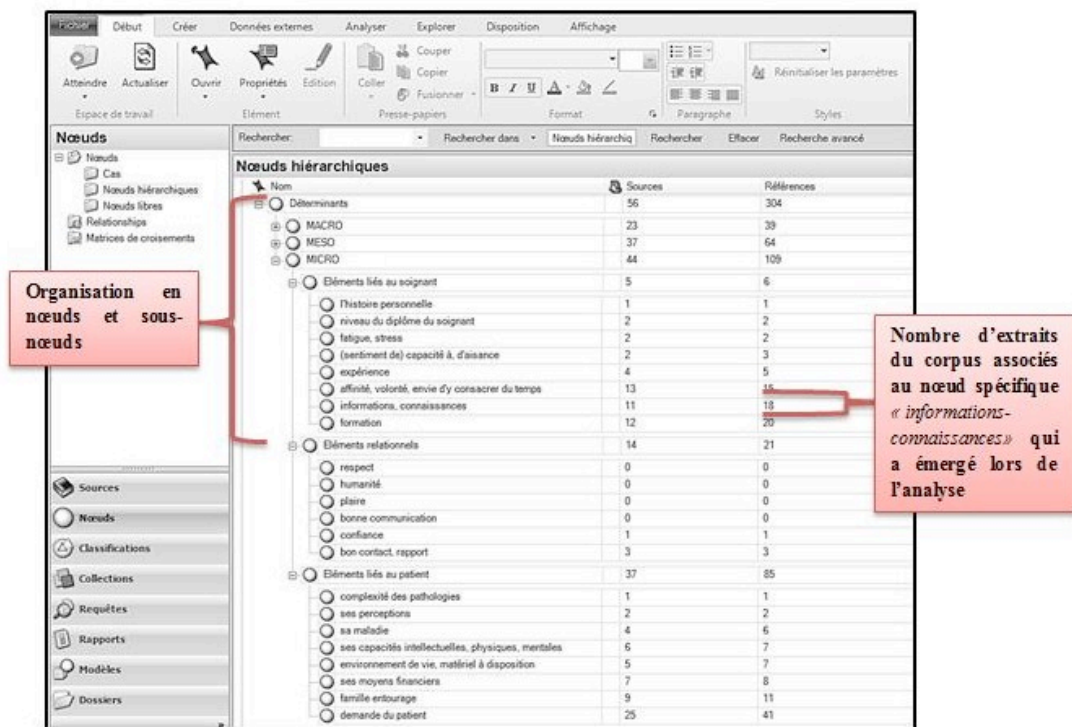 Fichier Début Créer Données externes Analyser Explorer Disposition Affichage
Atteindre Actualiser Ouvrir Propriétés Edition Coller Couper
Copier
Fusionner
B I U A
Réinitialiser les paramètres
Espace de travail Elément Presse-papiers Format Paragraphe Styles
Nœuds
Nœuds
Cas
Nœuds hiérarchiques
Nœuds libres
Relationships
Matrices de croisements
Sources
Nœuds
Classifications
Collections
Requêtes
Rapports
Modèles
Dossiers
Rechercher: Rechercher dans Nœuds hiérarchiq Rechercher Effacer Recherche avancé
Nœuds hiérarchiques
Nom Sources Références
Déterminants 56 304
MACRO 23 39
MESO 37 64
MICRO 44 109
Eléments liés au soignant 5 6
l'histoire personnelle 1 1
niveau du diplôme du soignant 2 2
fatigue, stress 2 2
(sentiment de) capacité à, d'aisance 2 3
expérience 4 5
affinité, volonté, envie d'y consacrer du temps 13
informations, connaissances 11 18
formation 12 20
Eléments relationnels 14 21
respect 0 0
humanité 0 0
plaire 0 0
bonne communication 0 0
confiance 1 1
bon contact, rapport 3 3
Eléments liés au patient 37 85
complexité des pathologies 1 1
ses perceptions 2 2
sa maladie 4 6
ses capacités intellectuelles, physiques, mentales 6 7
environnement de vie, matériel à disposition 5 7
ses moyens financiers 7 8
famille entourage 9 11
demande du patient 25 41
Organisation en
nœuds et sous-
nœuds
Nombre d'extraits
du corpus associés
au nœud spécifique
« informations-
connaissances» qui
a émergé lors de
l'analyse